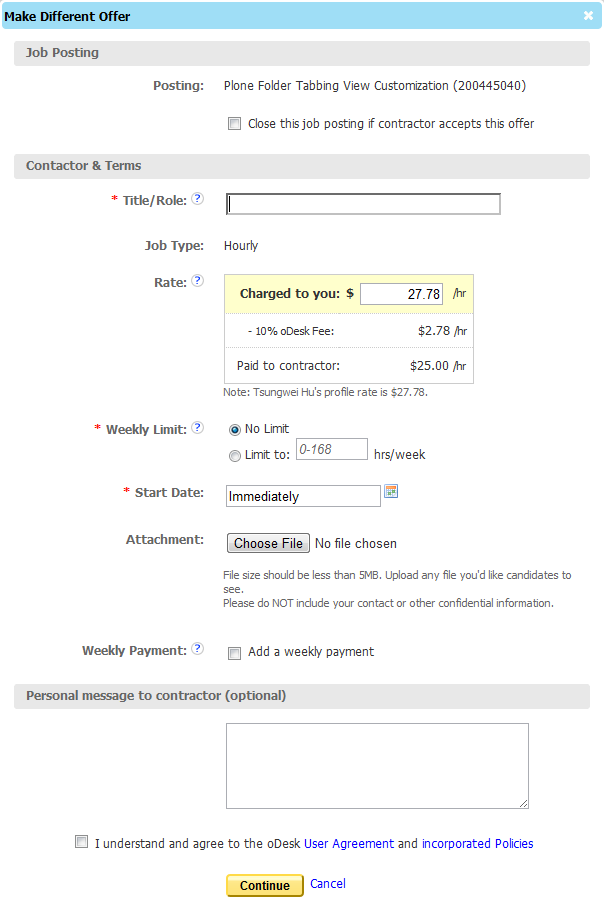 Make Different Offer
Job Posting
Posting: Plone Folder Tabbing View Customization (200445040)
Close this job posting if contractor accepts this offer
Contactor & Terms
* Title/Role: ?
Job Type: Hourly
Rate: ?
Charged to you: $ 27.78 /hr
- 10% oDesk Fee: $2.78 /hr
Paid to contractor: $25.00 /hr
Note: Tsungwei Hu's profile rate is $27.78.
* Weekly Limit: ? No Limit
Limit to: 0-168 hrs/week
* Start Date: Immediately
Attachment: Choose File No file chosen
File size should be less than 5MB. Upload any file you'd like candidates to
see.
Please do NOT include your contact or other confidential information.
Weekly Payment: ? Add a weekly payment
Personal message to contractor (optional)
I understand and agree to the oDesk User Agreement and incorporated Policies
Continue Cancel